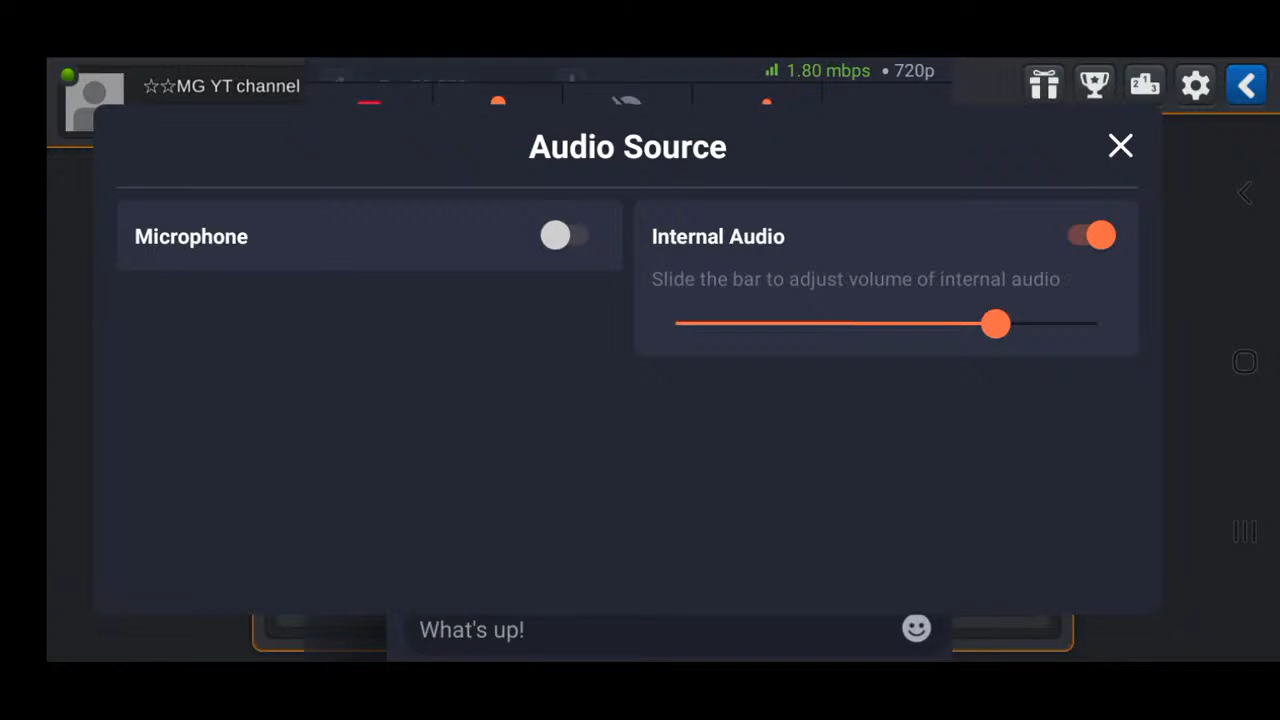 ☆☆MG YT channel
1.80 mbps • 720p
Audio Source
Microphone
Internal Audio
Slide the bar to adjust volume of internal audio
What's up!